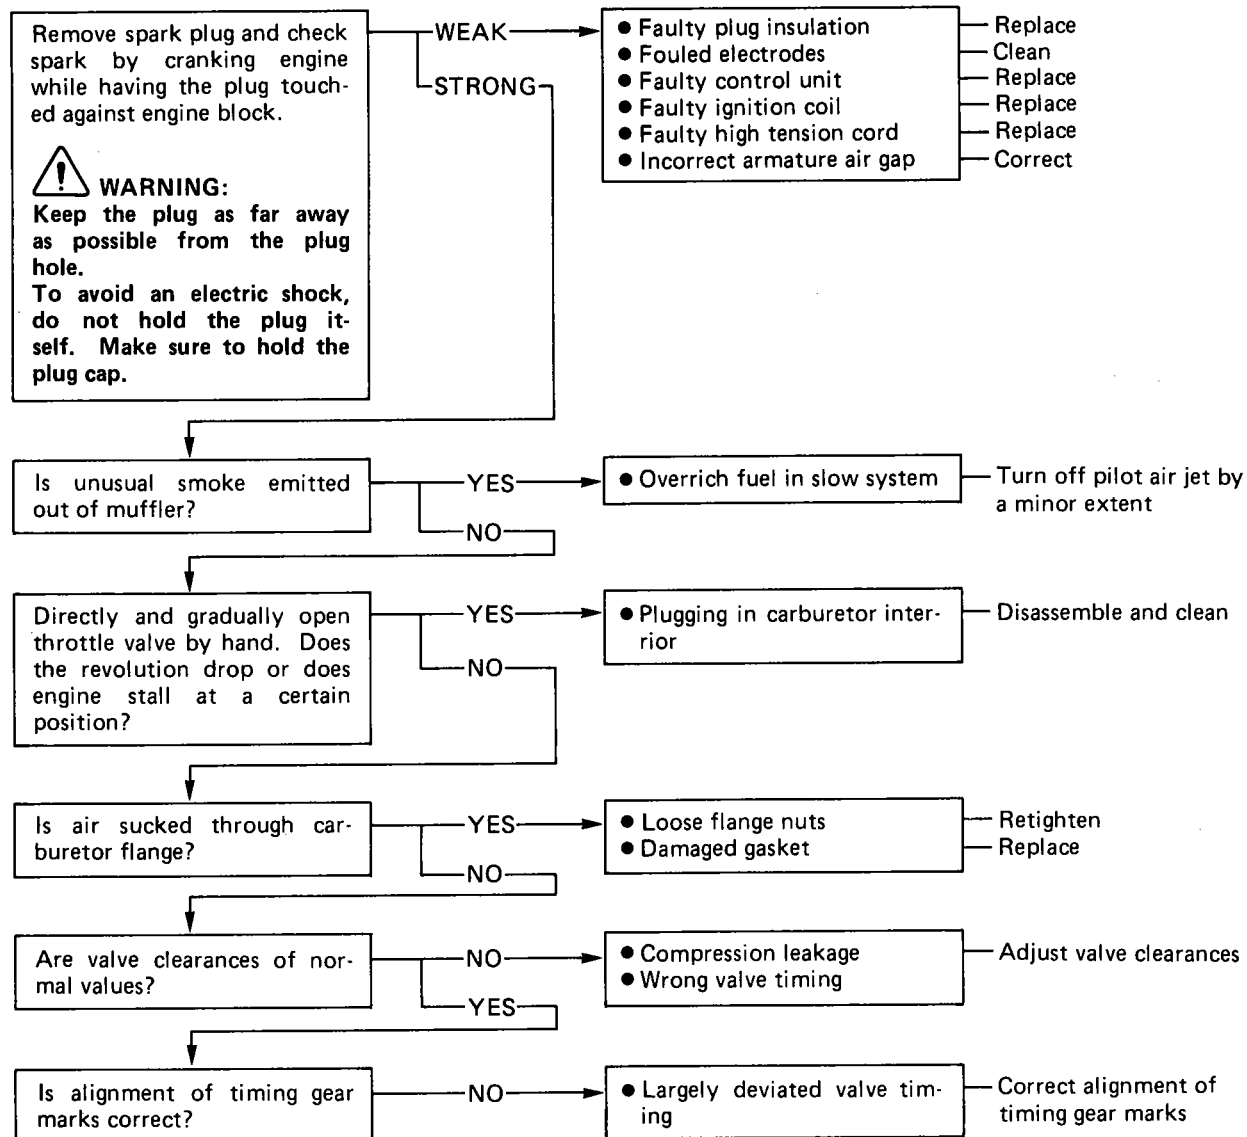 Remove spark plug and check
spark by cranking engine
while having the plug touch-
ed against engine block.
WARNING:
Keep the plug as far away
as possible from the plug
hole.
To avoid an electric shock,
do not hold the plug it-
self. Make sure to hold the
plug cap.
WEAK
STRONG
● Faulty plug insulation
● Fouled electrodes
● Faulty control unit
● Faulty ignition coil
● Faulty high tension cord
● Incorrect armature air gap
Replace
Clean
Replace
Replace
Replace
Correct
Is unusual smoke emitted
out of muffler?
YES
NO
● Overrich fuel in slow system
Turn off pilot air jet by
a minor extent
Directly and gradually open
throttle valve by hand. Does
the revolution drop or does
engine stall at a certain
position?
YES
NO
● Plugging in carburetor inter-
rior
Disassemble and clean
Is air sucked through car-
buretor flange?
YES
NO
● Loose flange nuts
● Damaged gasket
Retighten
Replace
Are valve clearances of nor-
mal values?
NO
YES
● Compression leakage
● Wrong valve timing
Adjust valve clearances
Is alignment of timing gear
marks correct?
NO
● Largely deviated valve tim-
ing
Correct alignment of
timing gear marks